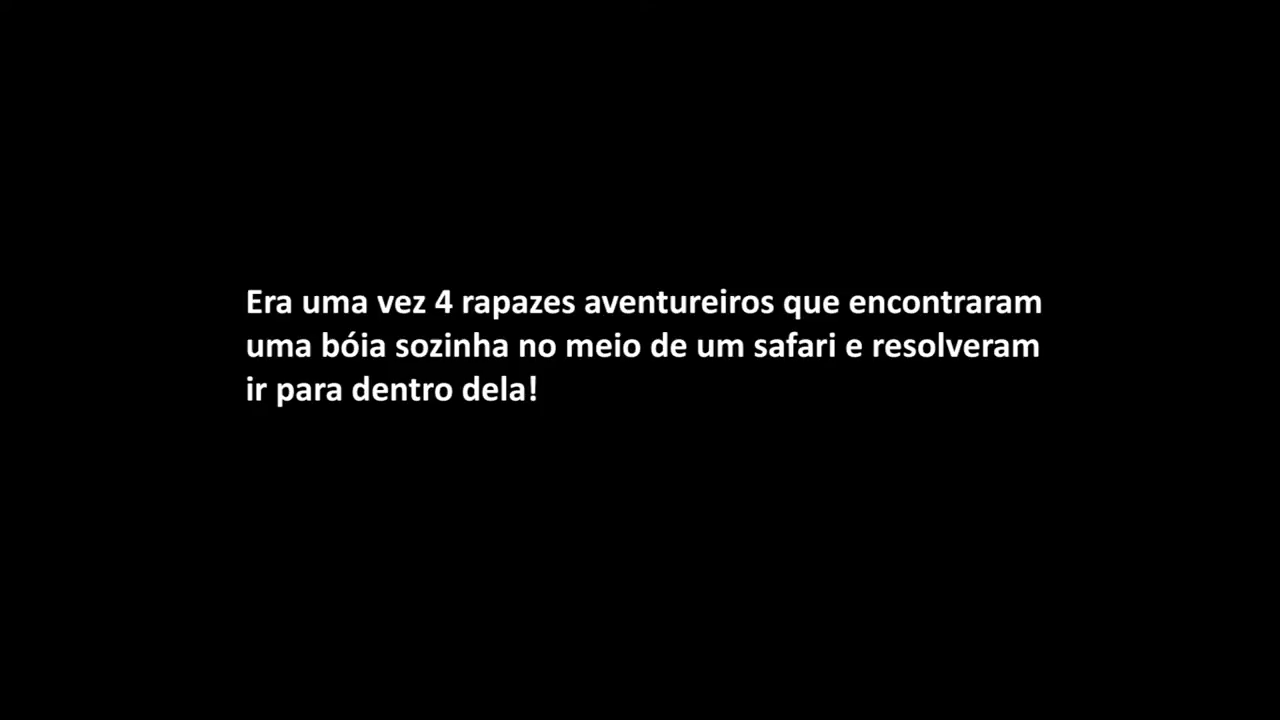 Era uma vez 4 rapazes aventureiros que encontraram
uma bóia sozinha no meio de um safari e resolveram
ir para dentro dela!